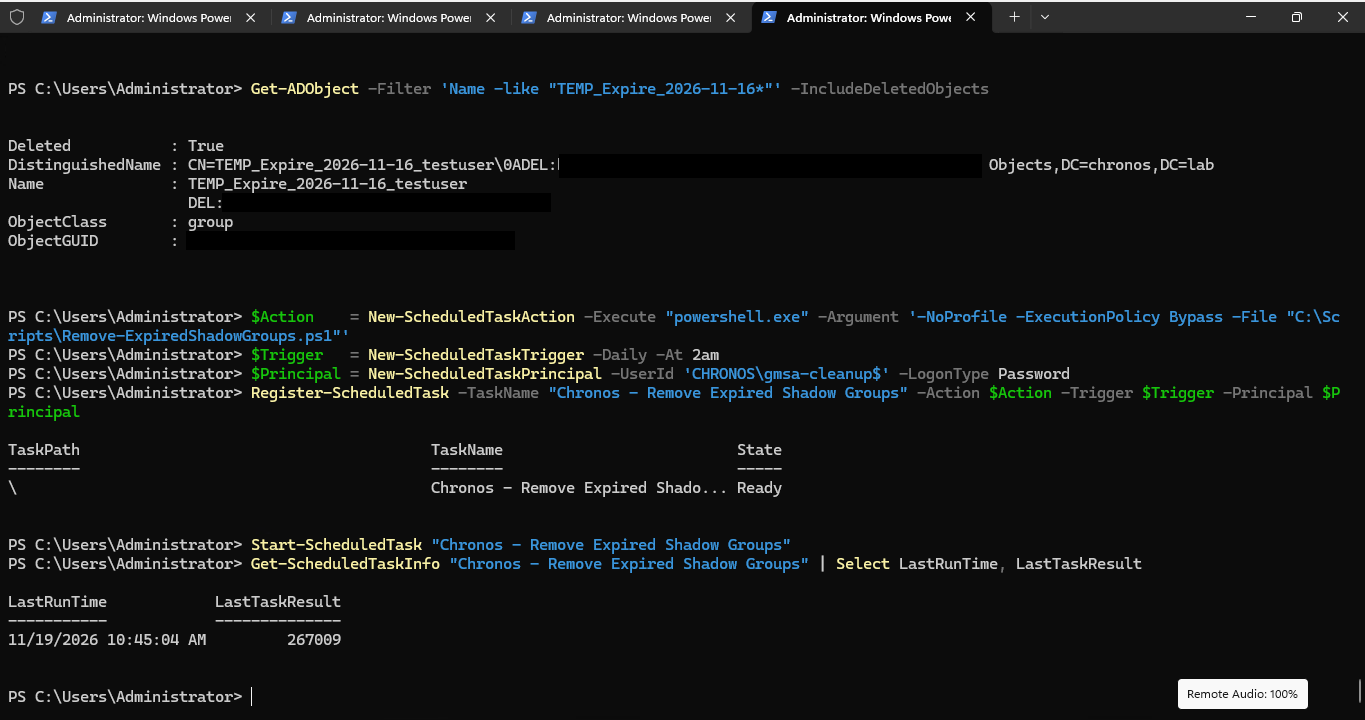 Administrator: Windows Power
Administrator: Windows Power
Administrator: Windows Power
Administrator: Windows Powe
PS C:\Users\Administrator> Get-ADObject -Filter 'Name -like "TEMP_Expire_2026-11-16*"' -IncludeDeletedObjects
Deleted : True
DistinguishedName : CN=TEMP_Expire_2026-11-16_testuser\0ADEL: Objects,DC=chronos,DC=lab
Name : TEMP_Expire_2026-11-16_testuser
DEL:
ObjectClass : group
ObjectGUID :
PS C:\Users\Administrator> $Action = New-ScheduledTaskAction -Execute "powershell.exe" -Argument '-NoProfile -ExecutionPolicy Bypass -File "C:\Sc
ripts\Remove-ExpiredShadowGroups.ps1"'
PS C:\Users\Administrator> $Trigger = New-ScheduledTaskTrigger -Daily -At 2am
PS C:\Users\Administrator> $Principal = New-ScheduledTaskPrincipal -UserId 'CHRONOS\gmsa-cleanup$' -LogonType Password
PS C:\Users\Administrator> Register-ScheduledTask -TaskName "Chronos - Remove Expired Shadow Groups" -Action $Action -Trigger $Trigger -Principal $P
rincipal
TaskPath TaskName State
-------- -------- -----
\ Chronos - Remove Expired Shado... Ready
PS C:\Users\Administrator> Start-ScheduledTask "Chronos - Remove Expired Shadow Groups"
PS C:\Users\Administrator> Get-ScheduledTaskInfo "Chronos - Remove Expired Shadow Groups" | Select LastRunTime, LastTaskResult
LastRunTime LastTaskResult
----------- --------------
11/19/2026 10:45:04 AM 267009
PS C:\Users\Administrator>
Remote Audio: 100%